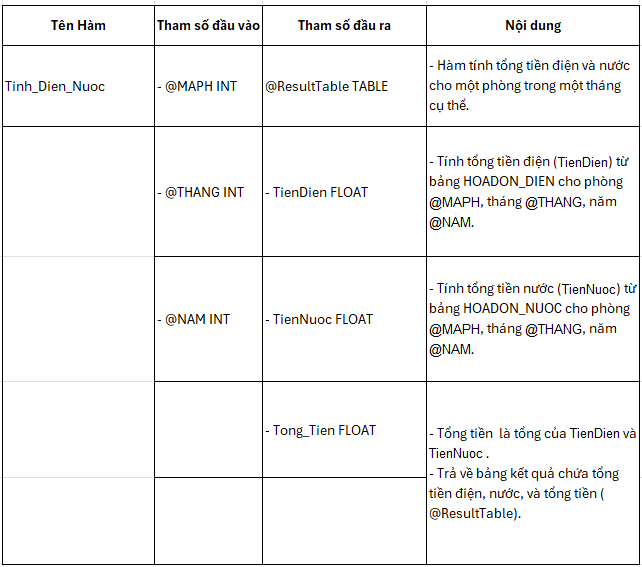 Tên Hàm
Tham số đầu vào
Tham số đầu ra
Nội dung
Tinh_Dien_Nuoc
- @MAPH INT
@ResultTable TABLE
- Hàm tính tổng tiền điện và nước
cho một phòng trong một tháng
cụ thể.
- @THANG INT
- TienDien FLOAT
- Tính tổng tiền điện (TienDien) từ
bảng HOADON_DIEN cho phòng
@MAPH, tháng @THANG, năm
@NAM.
- @NAM INT
- TienNuoc FLOAT
- Tính tổng tiền nước (TienNuoc) từ
bảng HOADON_NUOC cho phòng
@MAPH, tháng @THANG, năm
@NAM.
- Tong_Tien FLOAT
- Tổng tiền  là tổng của TienDien và
TienNuoc .
- Trả về bảng kết quả chứa tổng
tiền điện, nước, và tổng tiền (
@ResultTable).